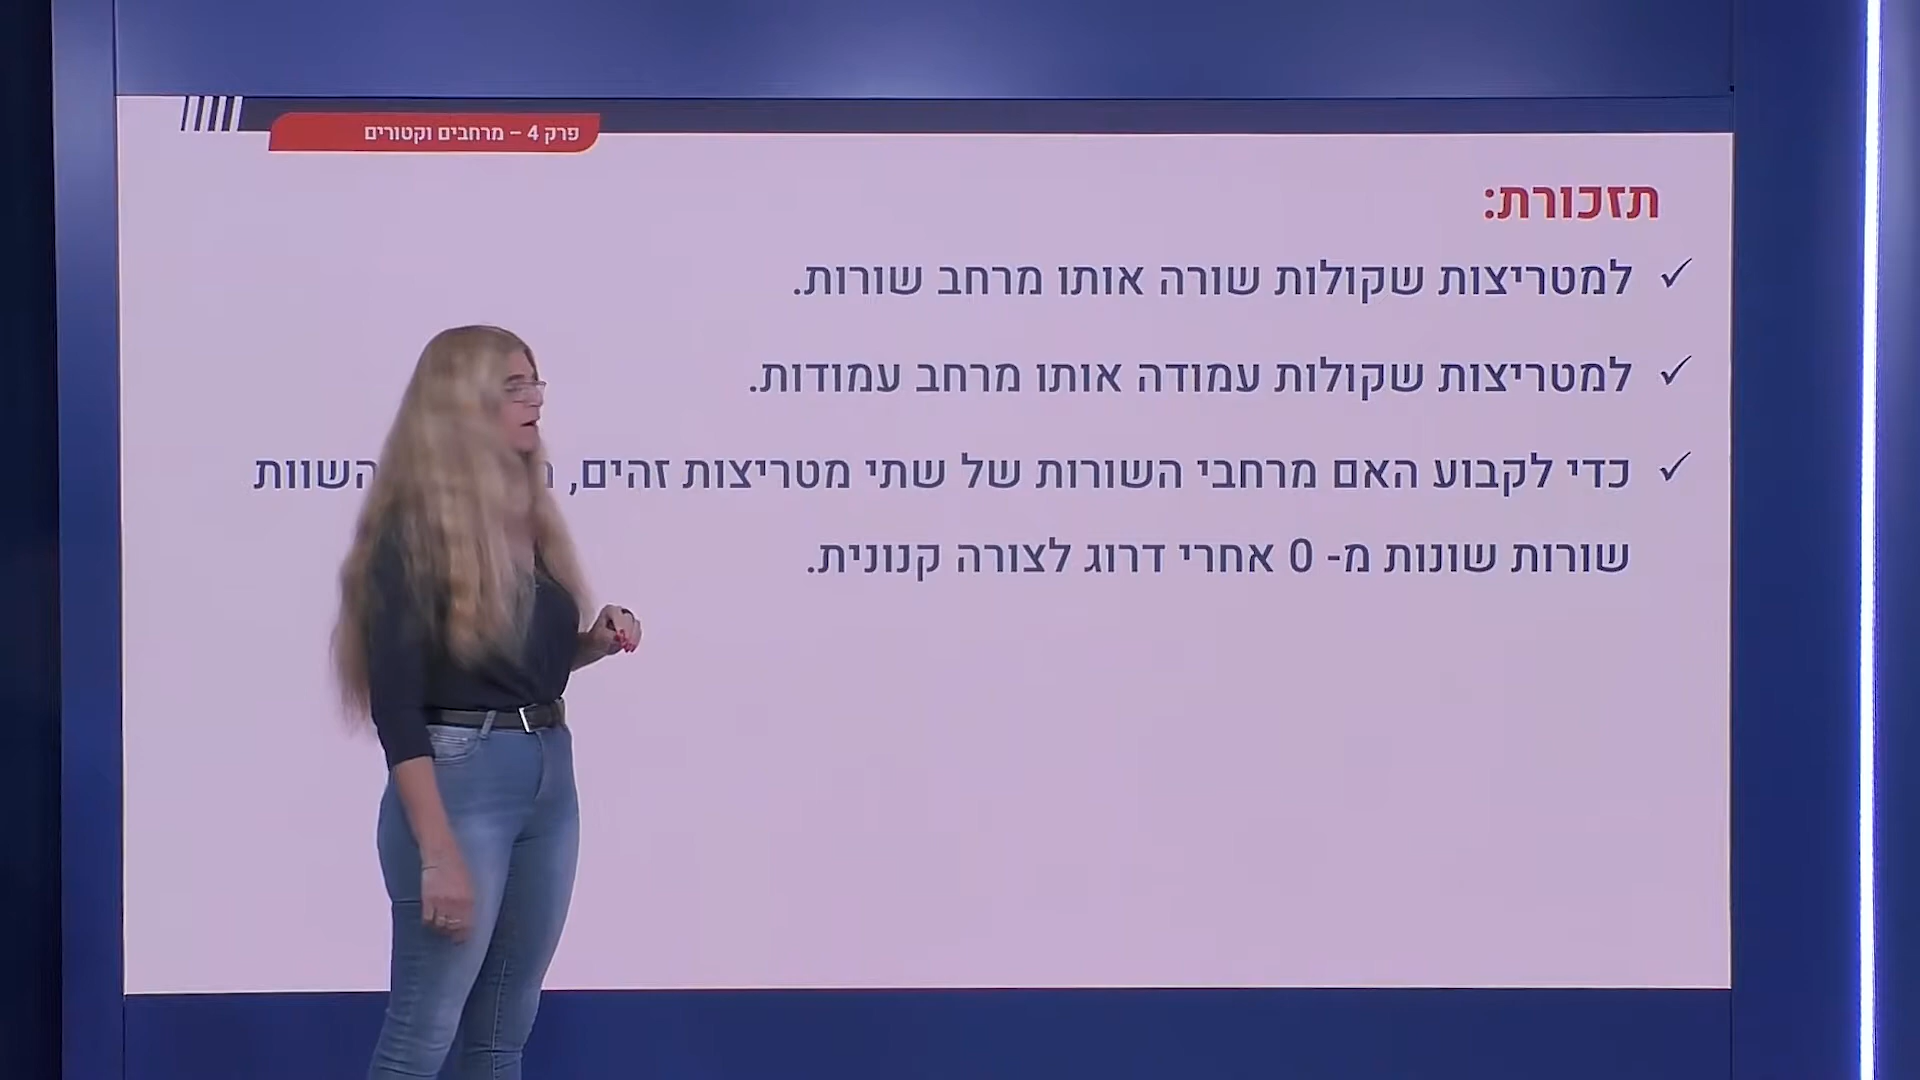 פרק 4 – מרחבים וקטורים
תזכורת:
✓ למטריצות שקולות שורה אותו מרחב שורות.
✓ למטריצות שקולות עמודה אותו מרחב עמודות.
✓ כדי לקבוע האם מרחבי השורות של שתי מטריצות זהים, השוות
שורות שונות מ- 0 אחרי דרוג לצורה קנונית.